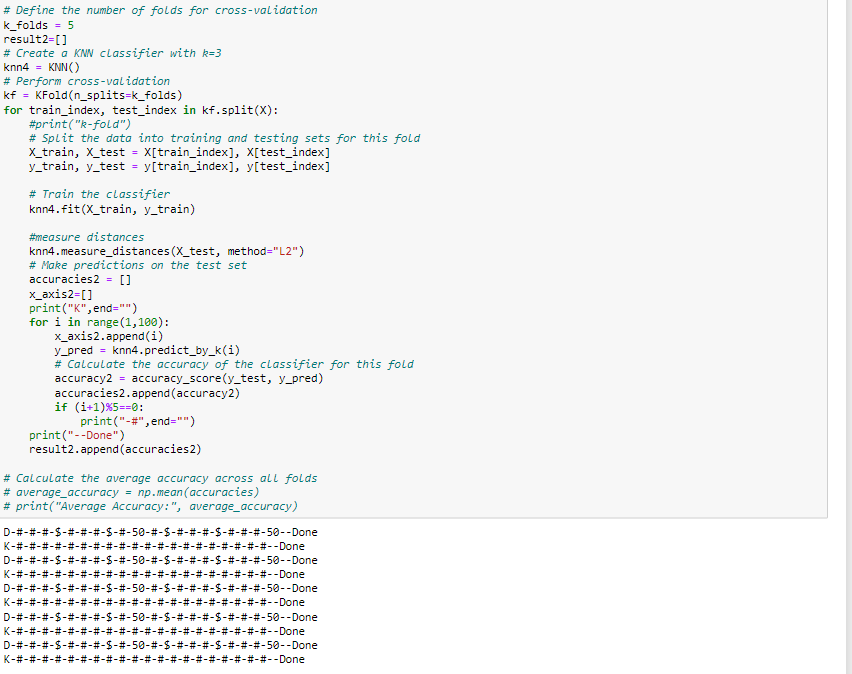 # Define the number of folds for cross-validation
k_folds = 5
result2=[]
# Create a KNN classifier with k=3
knn4 = KNN()
# Perform cross-validation
kf = KFold(n_splits=k_folds)
for train_index, test_index in kf.split(X):
    #print("k-fold")
    # Split the data into training and testing sets for this fold
    X_train, X_test = X[train_index], X[test_index]
    y_train, y_test = y[train_index], y[test_index]

    # Train the classifier
    knn4.fit(X_train, y_train)

    #measure distances
    knn4.measure_distances(X_test, method="L2")
    # Make predictions on the test set
    accuracies2 = []
    x_axis2=[]
    print("K",end="")
    for i in range(1,100):
        x_axis2.append(i)
        y_pred = knn4.predict_by_k(i)
        # Calculate the accuracy of the classifier for this fold
        accuracy2 = accuracy_score(y_test, y_pred)
        accuracies2.append(accuracy2)
        if (i+1)%5==0:
            print("-#",end="")
    print("--Done")
    result2.append(accuracies2)

# Calculate the average accuracy across all folds
# average_accuracy = np.mean(accuracies)
# print("Average Accuracy:", average_accuracy)
D-#-#-#-$-#-#-#-$-#-50-#-$-#-#-#-$-#-#-#-50--Done
K-#-#-#-#-#-#-#-#-#-#-#-#-#-#-#-#-#-#-#-#--Done
D-#-#-#-$-#-#-#-$-#-50-#-$-#-#-#-$-#-#-#-50--Done
K-#-#-#-#-#-#-#-#-#-#-#-#-#-#-#-#-#-#-#-#--Done
D-#-#-#-$-#-#-#-$-#-50-#-$-#-#-#-$-#-#-#-50--Done
K-#-#-#-#-#-#-#-#-#-#-#-#-#-#-#-#-#-#-#-#--Done
D-#-#-#-$-#-#-#-$-#-50-#-$-#-#-#-$-#-#-#-50--Done
K-#-#-#-#-#-#-#-#-#-#-#-#-#-#-#-#-#-#-#-#--Done
D-#-#-#-$-#-#-#-$-#-50-#-$-#-#-#-$-#-#-#-50--Done
K-#-#-#-#-#-#-#-#-#-#-#-#-#-#-#-#-#-#-#-#--Done